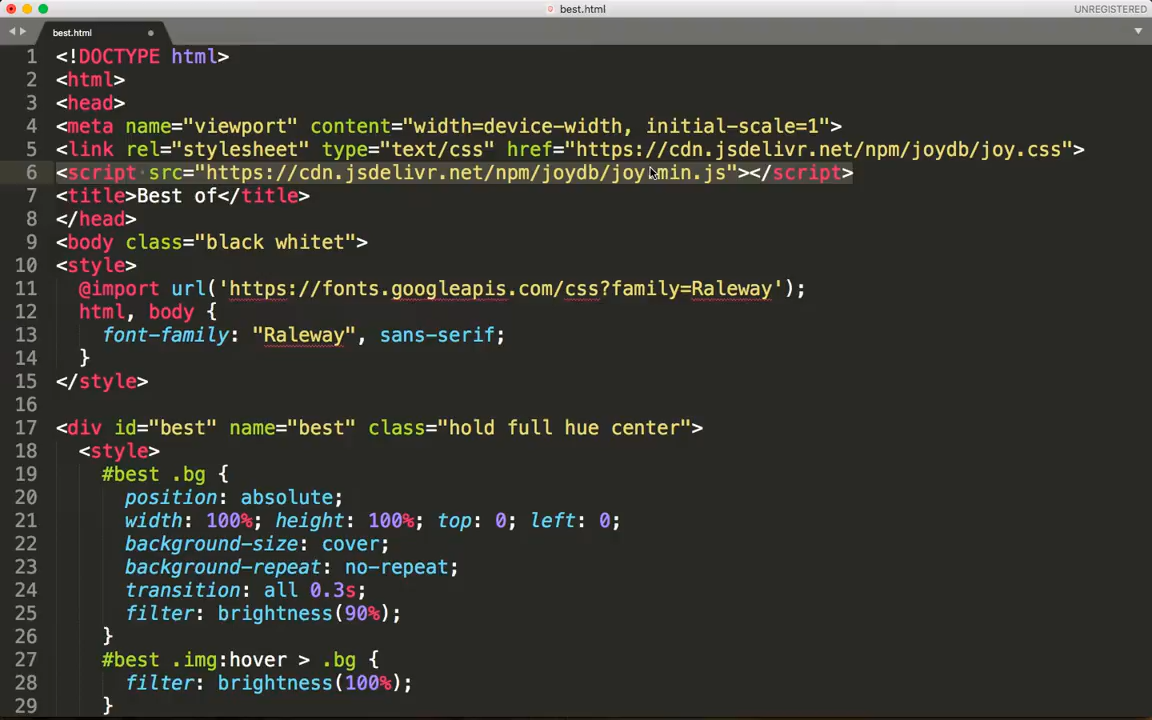 best.html
UNREGISTERED
best.html
1 <!DOCTYPE html>
2 <html>
3 <head>
4 <meta name="viewport" content="width=device-width, initial-scale=1">
5 <link rel="stylesheet" type="text/css" href="https://cdn.jsdelivr.net/npm/joydb/joy.css">
6 <script src="https://cdn.jsdelivr.net/npm/joydb/joy.min.js"></script>
7 <title>Best of</title>
8 </head>
9 <body class="black whitet">
10 <style>
11 @import url('https://fonts.googleapis.com/css?family=Raleway');
12 html, body {
13 font-family: "Raleway", sans-serif;
14 }
15 </style>
16
17 <div id="best" name="best" class="hold full hue center">
18 <style>
19 #best .bg {
20 position: absolute;
21 width: 100%; height: 100%; top: 0; left: 0;
22 background-size: cover;
23 background-repeat: no-repeat;
24 transition: all 0.3s;
25 filter: brightness(90%);
26 }
27 #best .img:hover > .bg {
28 filter: brightness(100%);
29 }